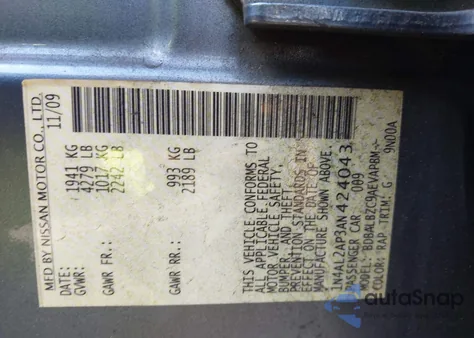 MFD BY NISSAN MOTOR CO., LTD.
11/09
GVWR: 1941 KG
4279 LB
GAWR FR: 1017 KG
2242 LB
GAWR RR: 993 KG
2189 LB
THIS VEHICLE CONFORMS TO
ALL APPLICABLE FEDERAL
MOTOR VEHICLE SAFETY,
BUMPER, AND THEFT
PREVENTION STANDARDS IN
EFFECT ON THE DATE OF
MANUFACTURE SHOWN ABOVE.
1N4AL2AP3AN424043
PASSENGER CAR 009
MODEL: BDBALBZC9AEVAPBM-/-
9N00A
COLOR: RAP TRIM: G
autoSnap